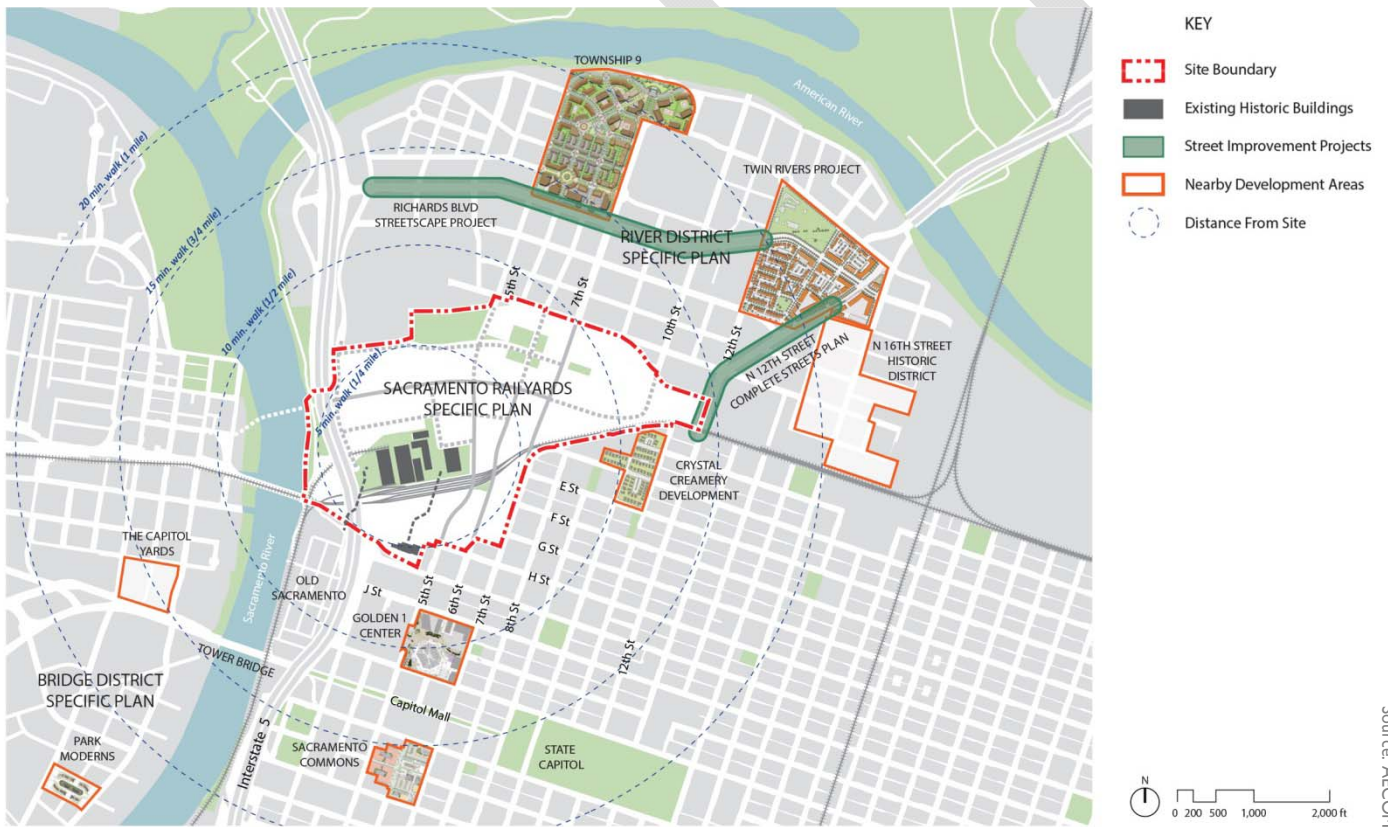 TOWNSHIP 9
American River
TWIN RIVERS PROJECT
20 min. walk (1 mile)
15 min. walk (3/4 mile)
10 min. walk (1/2 mile)
5 min. walk (1/4 mile)
RICHARDS BLVD
STREETSCAPE PROJECT
RIVER DISTRICT
SPECIFIC PLAN
5th St
7th St
10th St
12th St
N 12TH STREET
COMPLETE STREETS PLAN
N 16TH STREET
HISTORIC
DISTRICT
SACRAMENTO RAILYARDS
SPECIFIC PLAN
CRYSTAL
CREAMERY
DEVELOPMENT
E St
F St
G St
H St
THE CAPITOL
YARDS
Sacramento River
OLD
SACRAMENTO
J St
5th St
6th St
7th St
8th St
12th St
GOLDEN 1
CENTER
TOWER BRIDGE
BRIDGE DISTRICT
SPECIFIC PLAN
Capitol Mall
PARK
MODERNS
Interstate 5
SACRAMENTO
COMMONS
STATE
CAPITOL
KEY
Site Boundary
Existing Historic Buildings
Street Improvement Projects
Nearby Development Areas
Distance From Site
N
0 200 500 1,000 2,000 ft
Source: AECOM